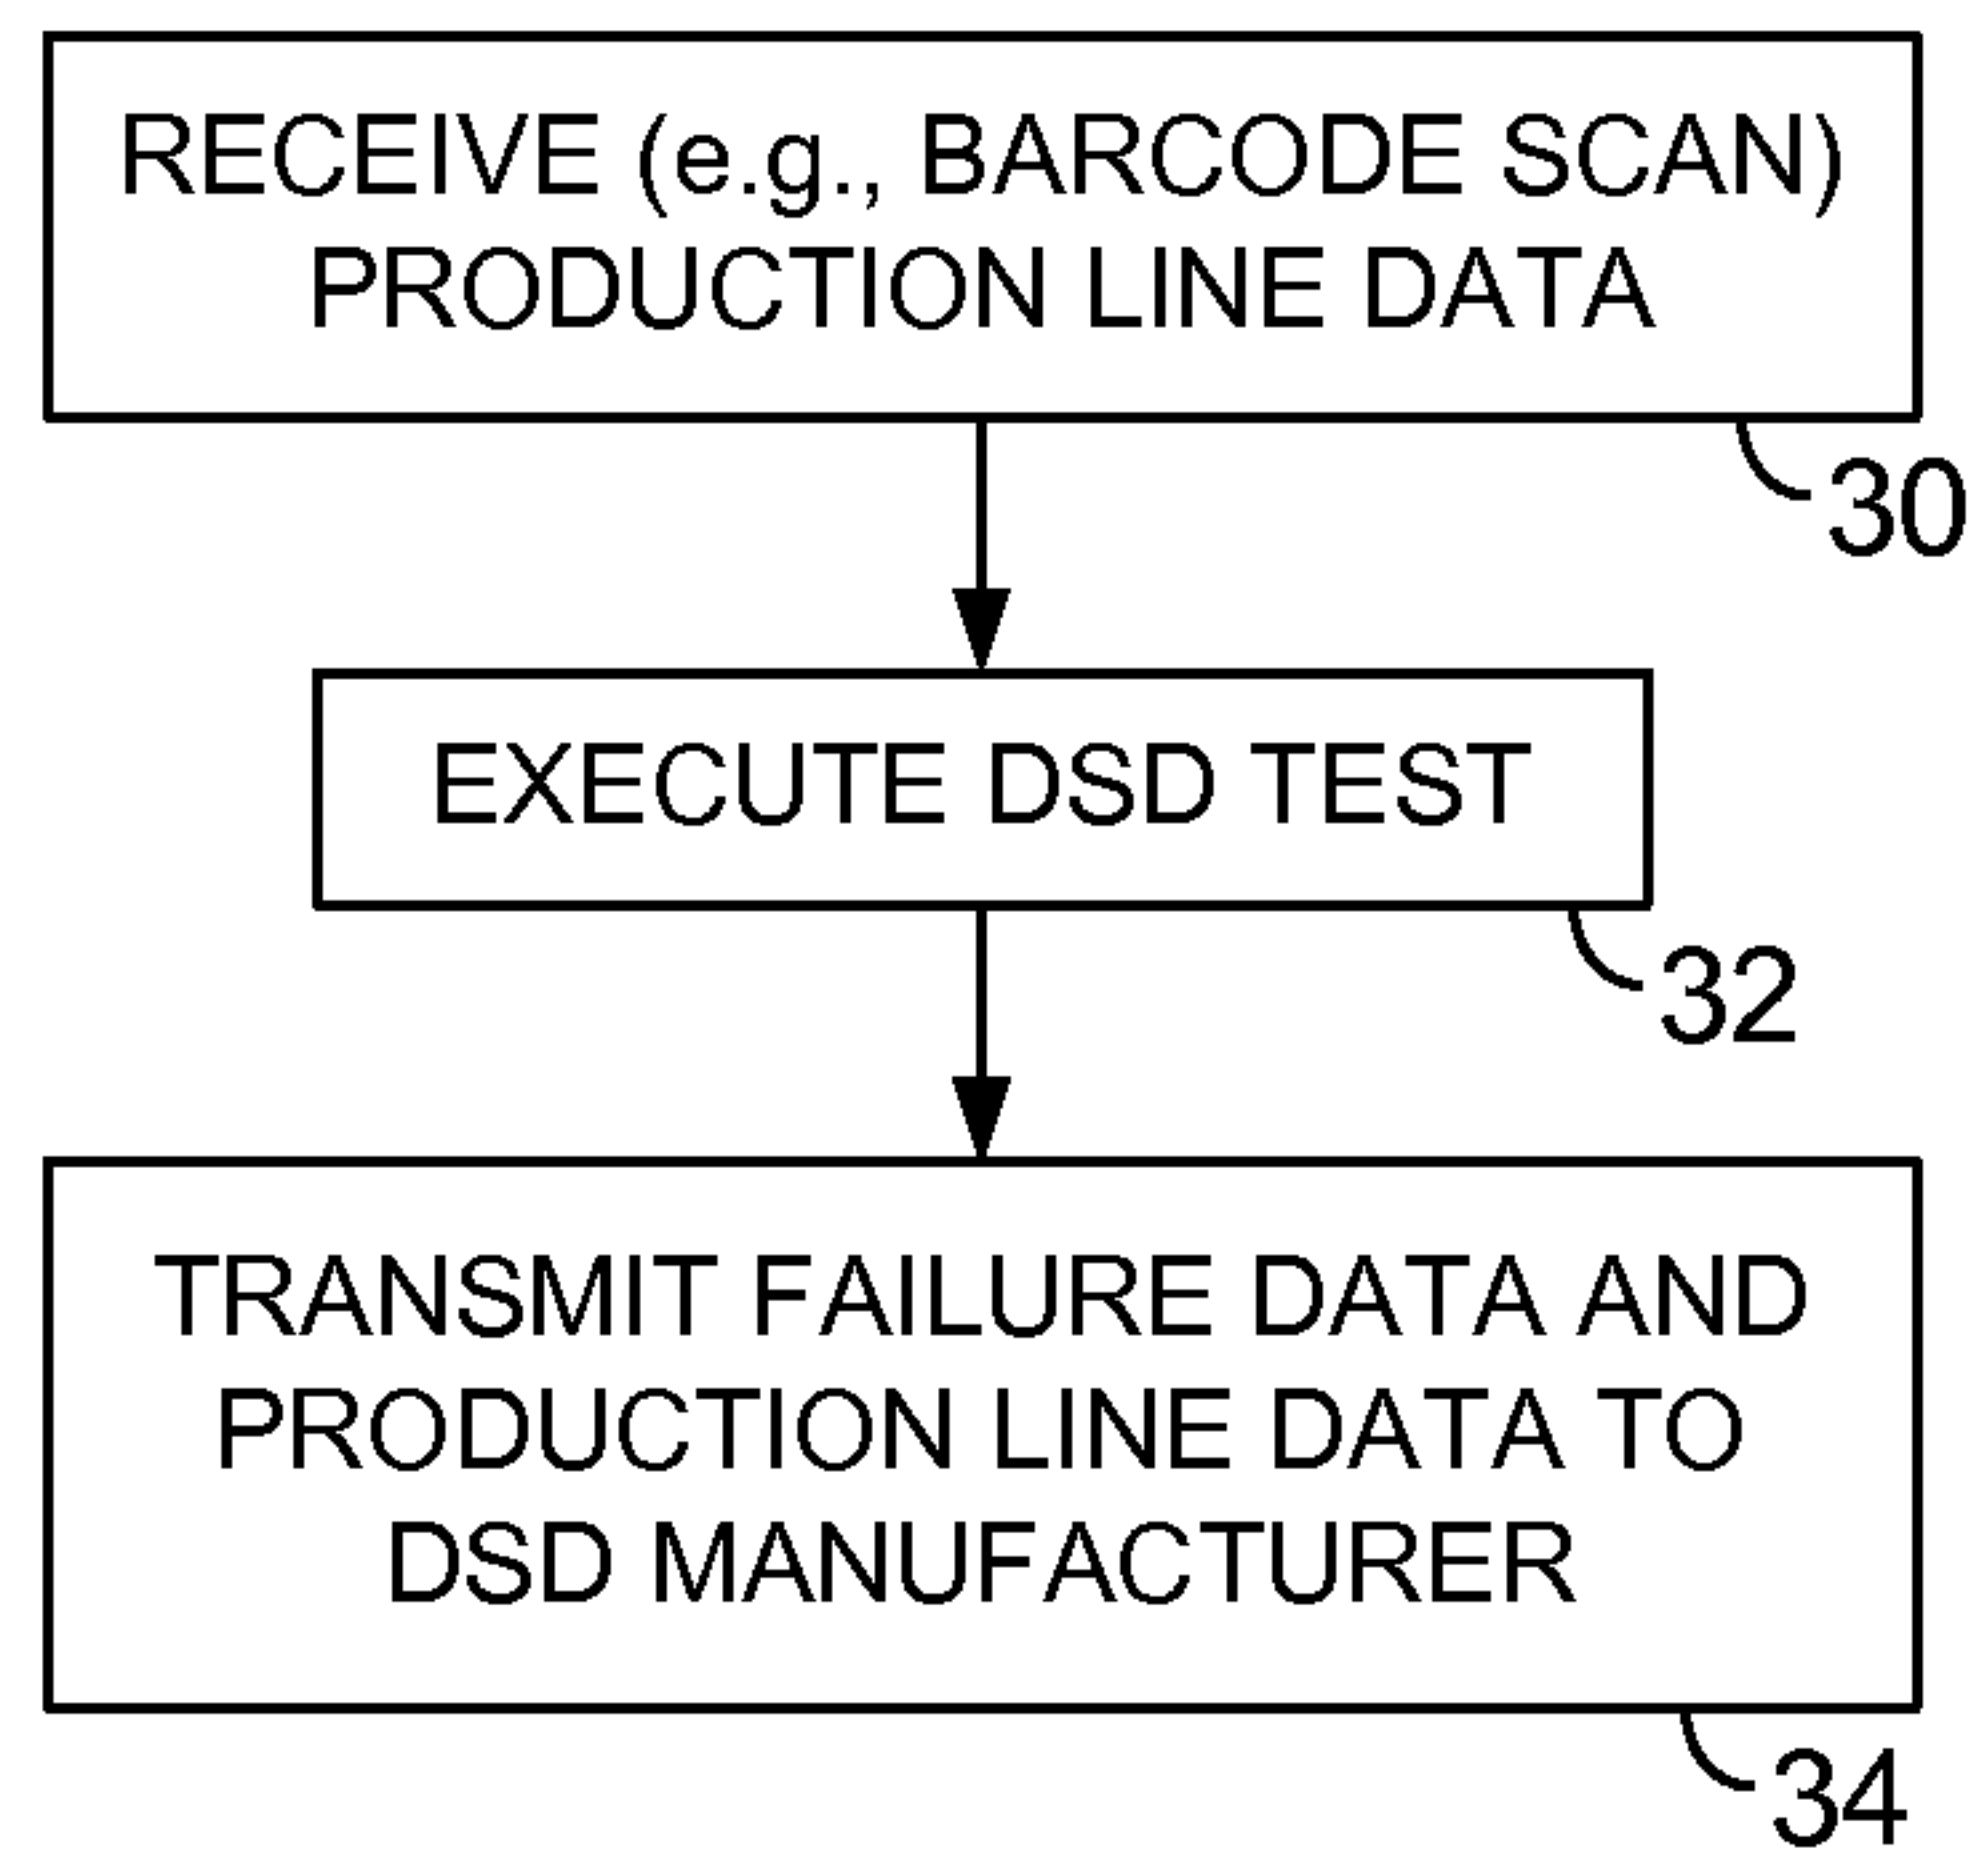 RECEIVE (e.g., BARCODE SCAN)
PRODUCTION LINE DATA
30
EXECUTE DSD TEST
32
TRANSMIT FAILURE DATA AND
PRODUCTION LINE DATA TO
DSD MANUFACTURER
34